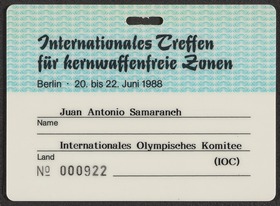 Internationales Treffen
für kernwaffenfreie Zonen
Berlin · 20. bis 22. Juni 1988
Juan Antonio Samaranch
Name
Internationales Olympisches Komitee
Land (IOC)
№ 000922